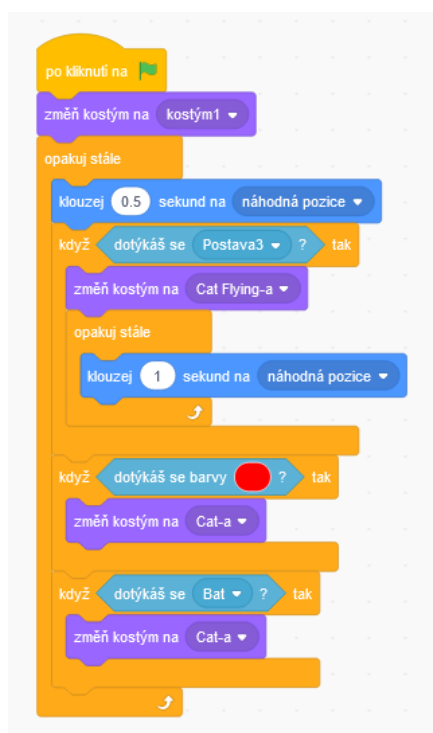 po kliknutí na
změň kostým na kostým1
opakuj stále
klouzej 0.5 sekund na náhodná pozice
když dotýkáš se Postava3 ? tak
změň kostým na Cat Flying-a
opakuj stále
klouzej 1 sekund na náhodná pozice
když dotýkáš se barvy ? tak
změň kostým na Cat-a
když dotýkáš se Bat ? tak
změň kostým na Cat-a